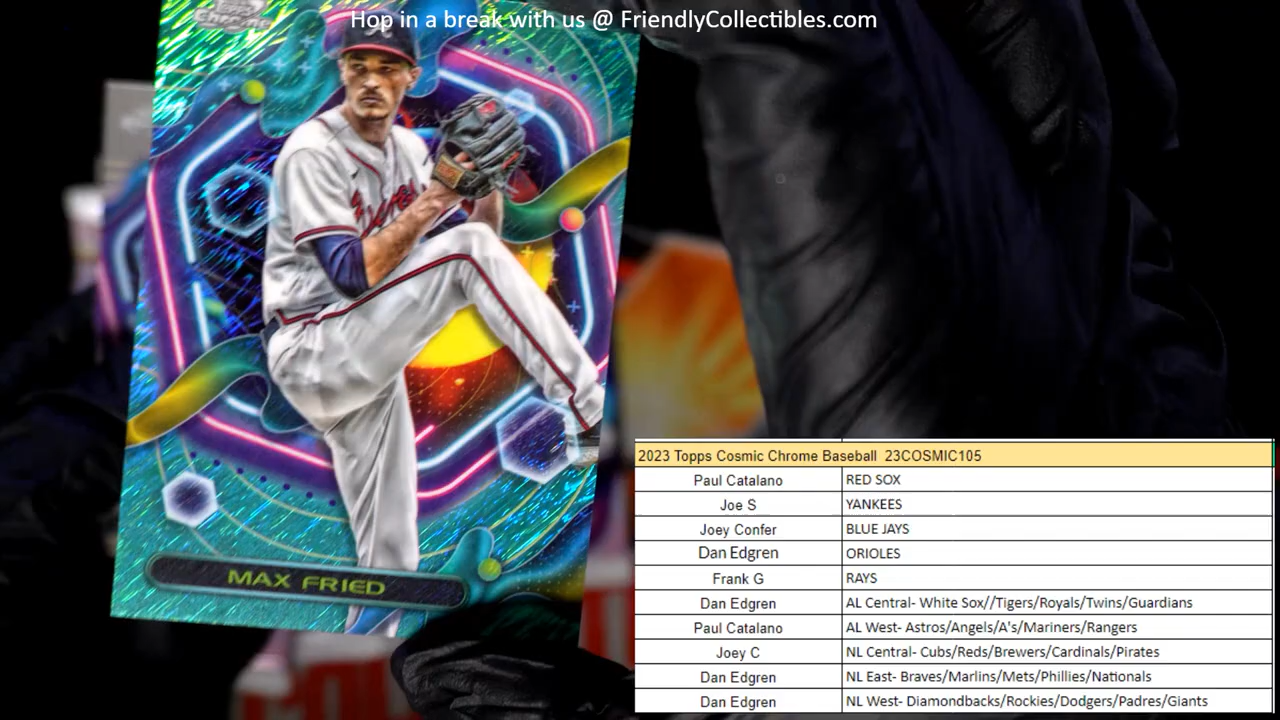 Hop in a break with us @ FriendlyCollectibles.com
Topps
Chrome
Braves
MAX FRIED
2023 Topps Cosmic Chrome Baseball 23COSMIC105
Paul Catalano RED SOX
Joe S YANKEES
Joey Confer BLUE JAYS
Dan Edgren ORIOLES
Frank G RAYS
Dan Edgren AL Central- White Sox//Tigers/Royals/Twins/Guardians
Paul Catalano AL West- Astros/Angels/A's/Mariners/Rangers
Joey C NL Central- Cubs/Reds/Brewers/Cardinals/Pirates
Dan Edgren NL East- Braves/Marlins/Mets/Phillies/Nationals
Dan Edgren NL West- Diamondbacks/Rockies/Dodgers/Padres/Giants